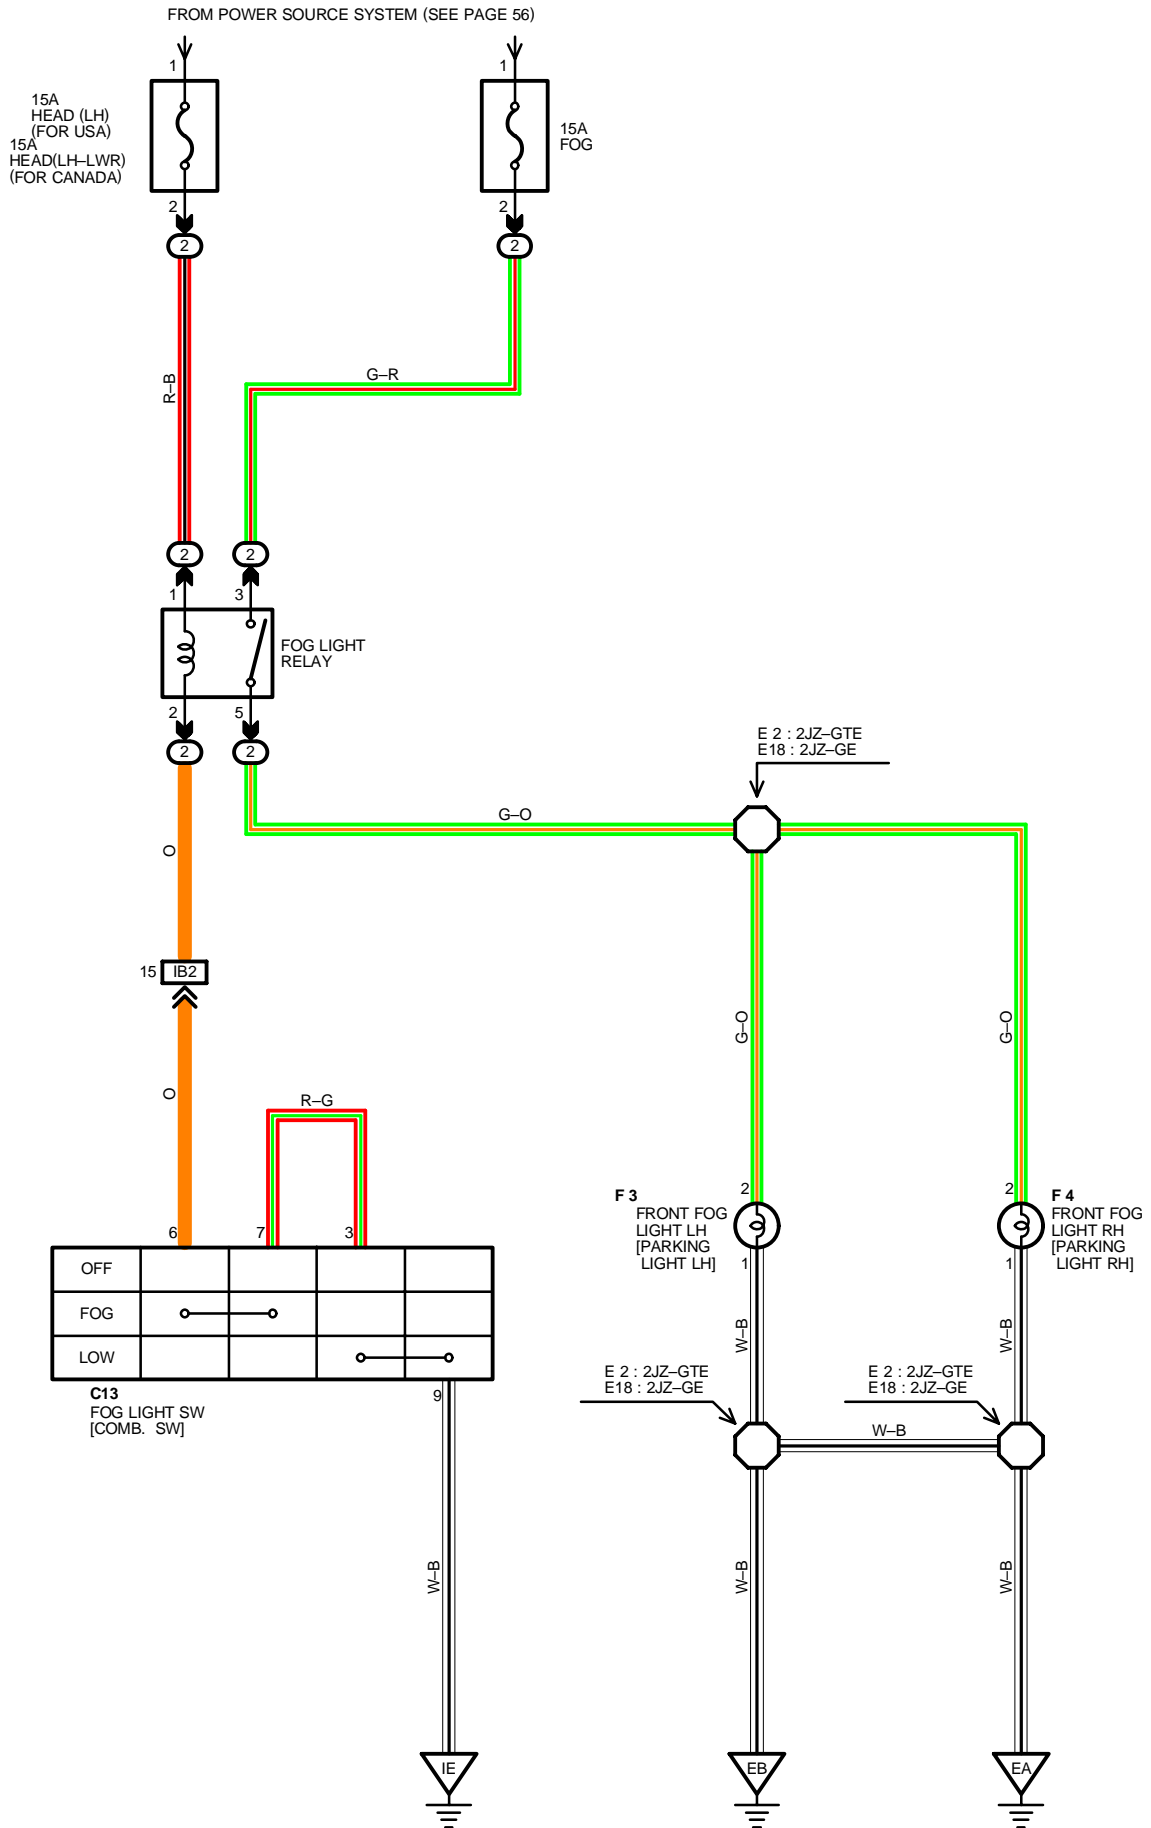 FROM POWER SOURCE SYSTEM (SEE PAGE 56)
1
1
15A
HEAD (LH)
(FOR USA)
15A
HEAD(LH–LWR)
(FOR CANADA)
15A
FOG
2
2
2
2
R–B
G–R
2
2
1
3
FOG LIGHT
RELAY
2
5
2
2
E 2 : 2JZ–GTE
E18 : 2JZ–GE
G–O
O
15
IB2
G–O
G–O
O
R–G
6
7
3
2
F 3
FRONT FOG
LIGHT LH
[PARKING
LIGHT LH]
1
2
F 4
FRONT FOG
LIGHT RH
[PARKING
LIGHT RH]
1
OFF
FOG
LOW
C13
FOG LIGHT SW
[COMB. SW]
9
W–B
W–B
E 2 : 2JZ–GTE
E18 : 2JZ–GE
E 2 : 2JZ–GTE
E18 : 2JZ–GE
W–B
W–B
W–B
W–B
IE
EB
EA